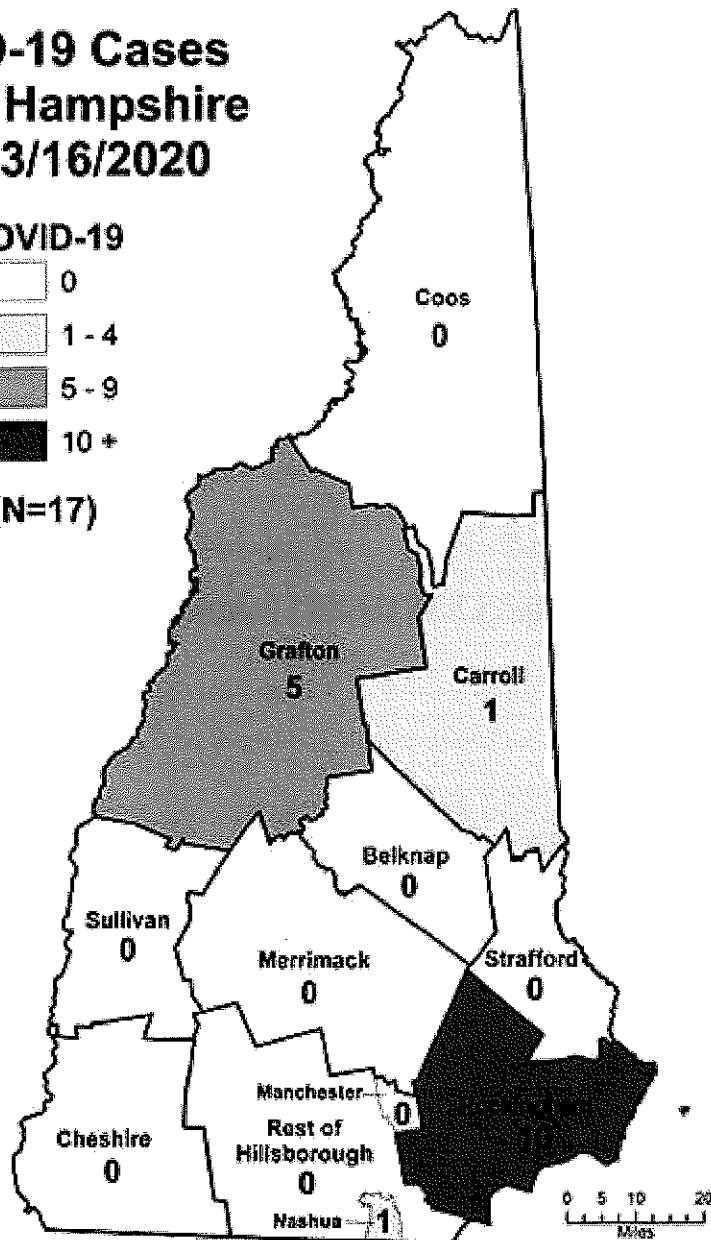 D-19 Cases
Hampshire
3/16/2020
OVID-19
0
1 - 4
5 - 9
10 +
N=17)
Coos
0
Grafton
5
Carroll
1
Belknap
0
Sullivan
0
Merrimack
0
Strafford
0
Manchester
0
Cheshire
0
Rest of
Hillsborough
0
Nashua
1
0 5 10 20
Miles